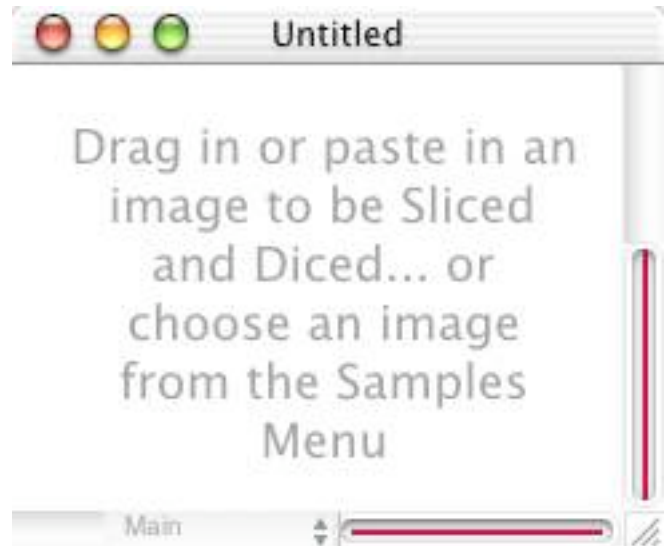 Untitled
Drag in or paste in an
image to be Sliced
and Diced... or
choose an image
from the Samples
Menu
Main